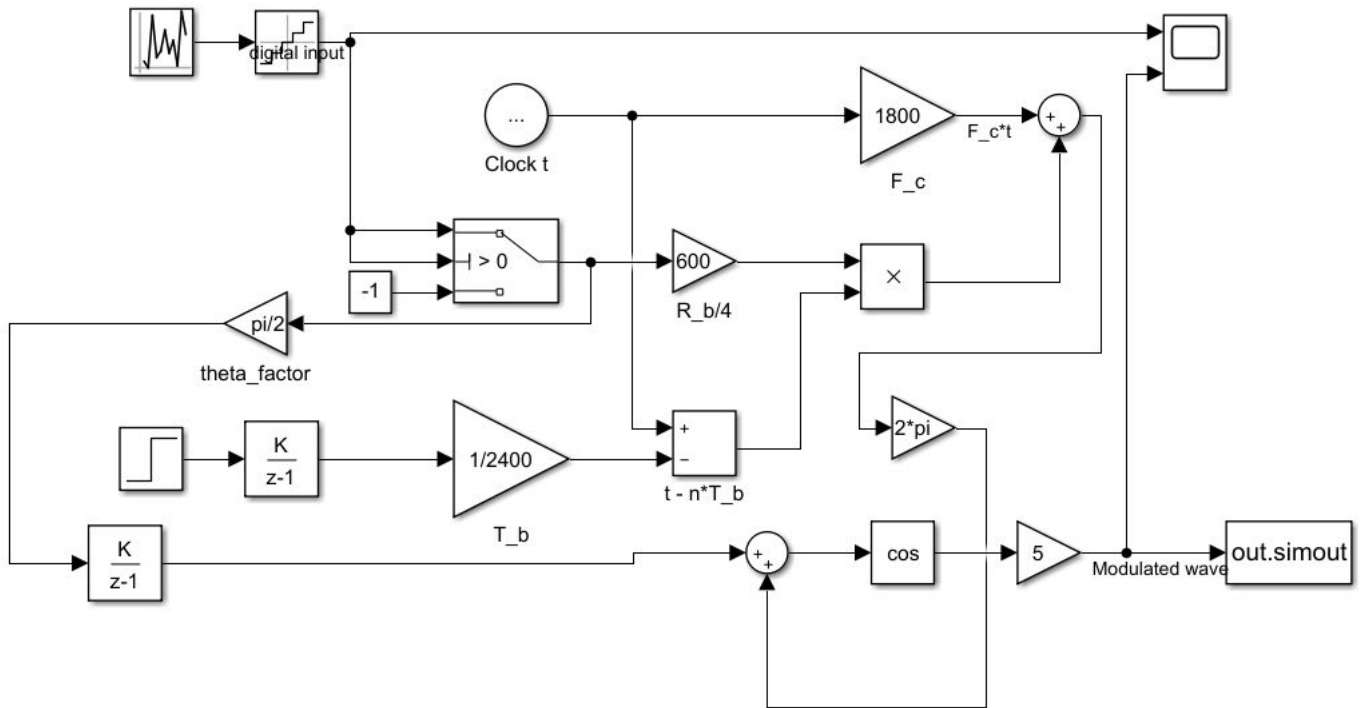 digital input
...
Clock t
1800
F_c*t
+
+
F_c
> 0
-1
600
R_b/4
×
pi/2
theta_factor
2*pi
K
z-1
1/2400
T_b
+
−
t - n*T_b
K
z-1
+
+
cos
5
Modulated wave
out.simout